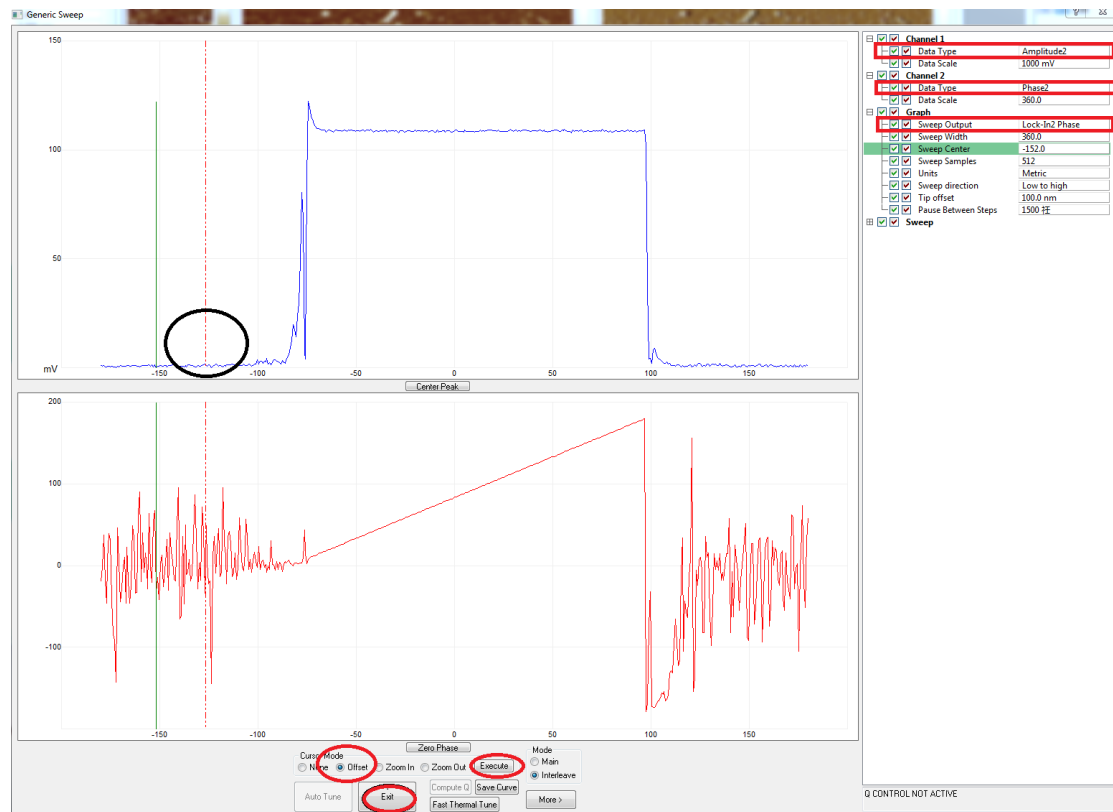 Generic Sweep
150
100
50
mV
-150 -100 -50 0 50 100 150
Center Peak
200
100
0
-100
-150 -100 -50 0 50 100 150
Zero Phase
Cursor Mode
None Offset Zoom In Zoom Out Execute
Mode
Main
Interleave
Auto Tune Exit Compute Q Save Curve
Fast Thermal Tune More >
Channel 1
Data Type Amplitude2
Data Scale 1000 mV
Channel 2
Data Type Phase2
Data Scale 360.0
Graph
Sweep Output Lock-In2 Phase
Sweep Width 360.0
Sweep Center -152.0
Sweep Samples 512
Units Metric
Sweep direction Low to high
Tip offset 100.0 nm
Pause Between Steps 1500 祄
Sweep
Q CONTROL NOT ACTIVE